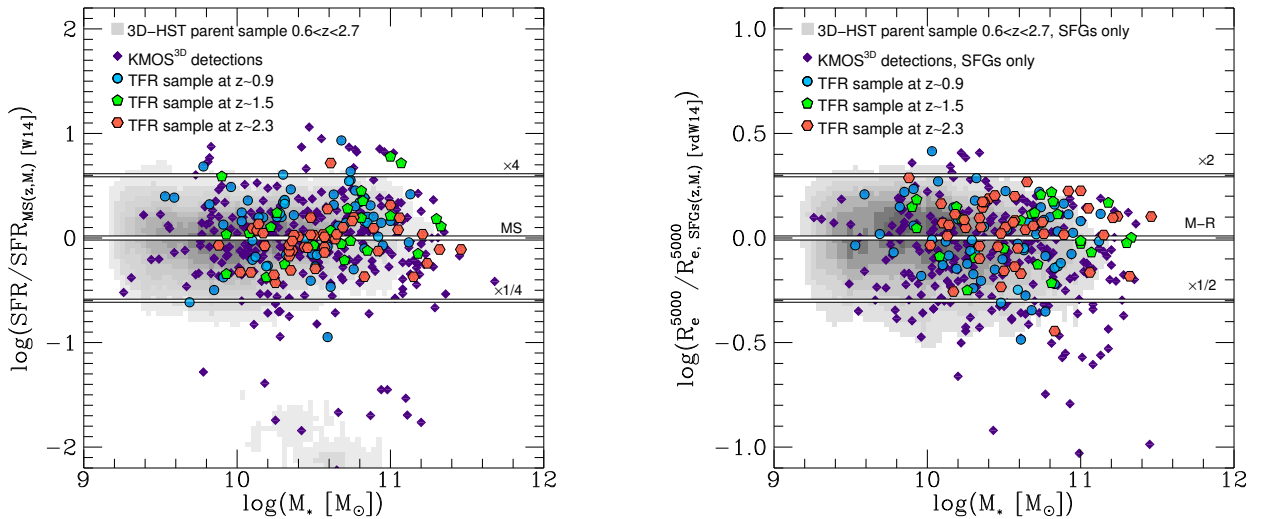 2
1
0
−1
−2
log(SFR/SFR_MS(z,M*) [W14])
3D−HST parent sample 0.6<z<2.7
KMOS³ᴰ detections
TFR sample at z~0.9
TFR sample at z~1.5
TFR sample at z~2.3
×4
MS
×1/4
9
10
11
12
log(M* [M⊙])
1.0
0.5
0.0
−0.5
−1.0
log(Re⁵⁰⁰⁰/R⁵⁰⁰⁰e, SFGs(z,M*) [vdW14])
3D−HST parent sample 0.6<z<2.7, SFGs only
KMOS³ᴰ detections, SFGs only
TFR sample at z~0.9
TFR sample at z~1.5
TFR sample at z~2.3
×2
M−R
×1/2
9
10
11
12
log(M* [M⊙])